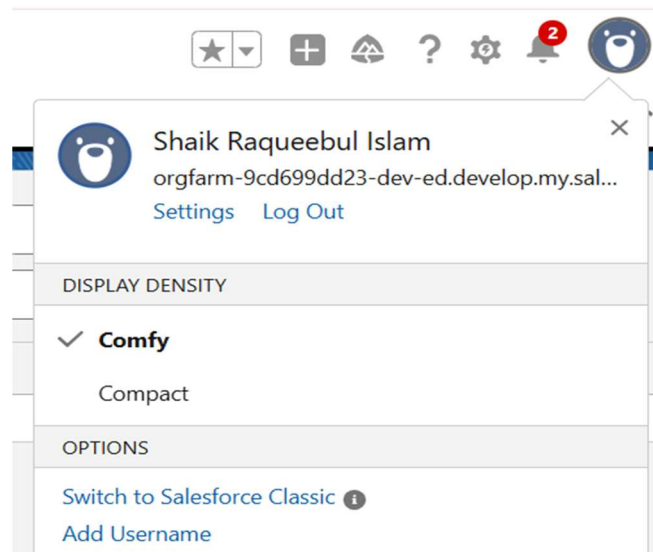 2
Shaik Raqueebul Islam
orgfarm-9cd699dd23-dev-ed.develop.my.sal...
Settings Log Out
DISPLAY DENSITY
Comfy
Compact
OPTIONS
Switch to Salesforce Classic
Add Username